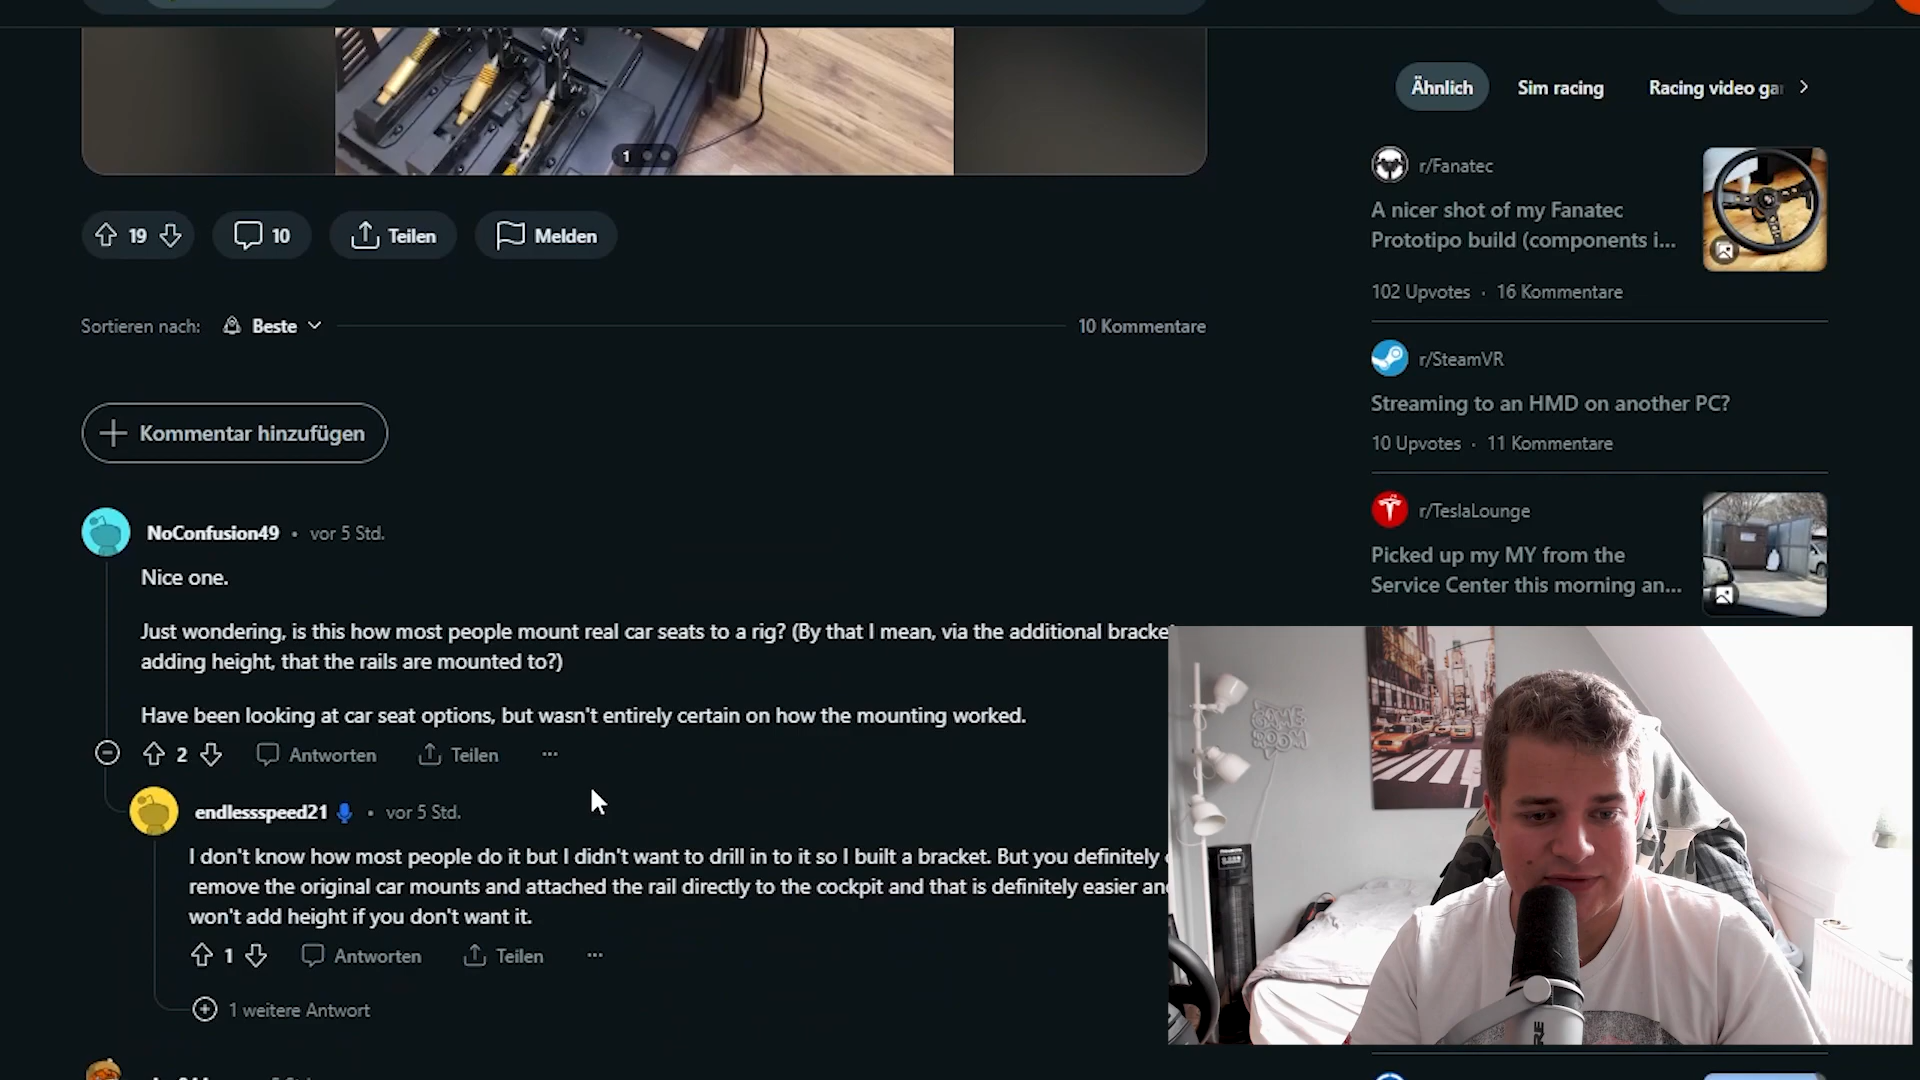 1
19
10
Teilen
Melden
Sortieren nach:
Beste
10 Kommentare
Kommentar hinzufügen
NoConfusion49 • vor 5 Std.
Nice one.
Just wondering, is this how most people mount real car seats to a rig? (By that I mean, via the additional
adding height, that the rails are mounted to?)
Have been looking at car seat options, but wasn't entirely certain on how the mounting worked.
2
Antworten
Teilen
...
endlessspeed21 • vor 5 Std.
I don't know how most people do it but I didn't want to drill in to it so I built a bracket. But you definitely
remove the original car mounts and attached the rail directly to the cockpit and that is definitely easier
won't add height if you don't want it.
1
Antworten
Teilen
...
1 weitere Antwort
Ähnlich
Sim racing
Racing video
r/Fanatec
A nicer shot of my Fanatec
Prototipo build (components i...
102 Upvotes · 16 Kommentare
r/SteamVR
Streaming to an HMD on another PC?
10 Upvotes · 11 Kommentare
r/TeslaLounge
Picked up my MY from the
Service Center this morning an...
GAME
ROOM